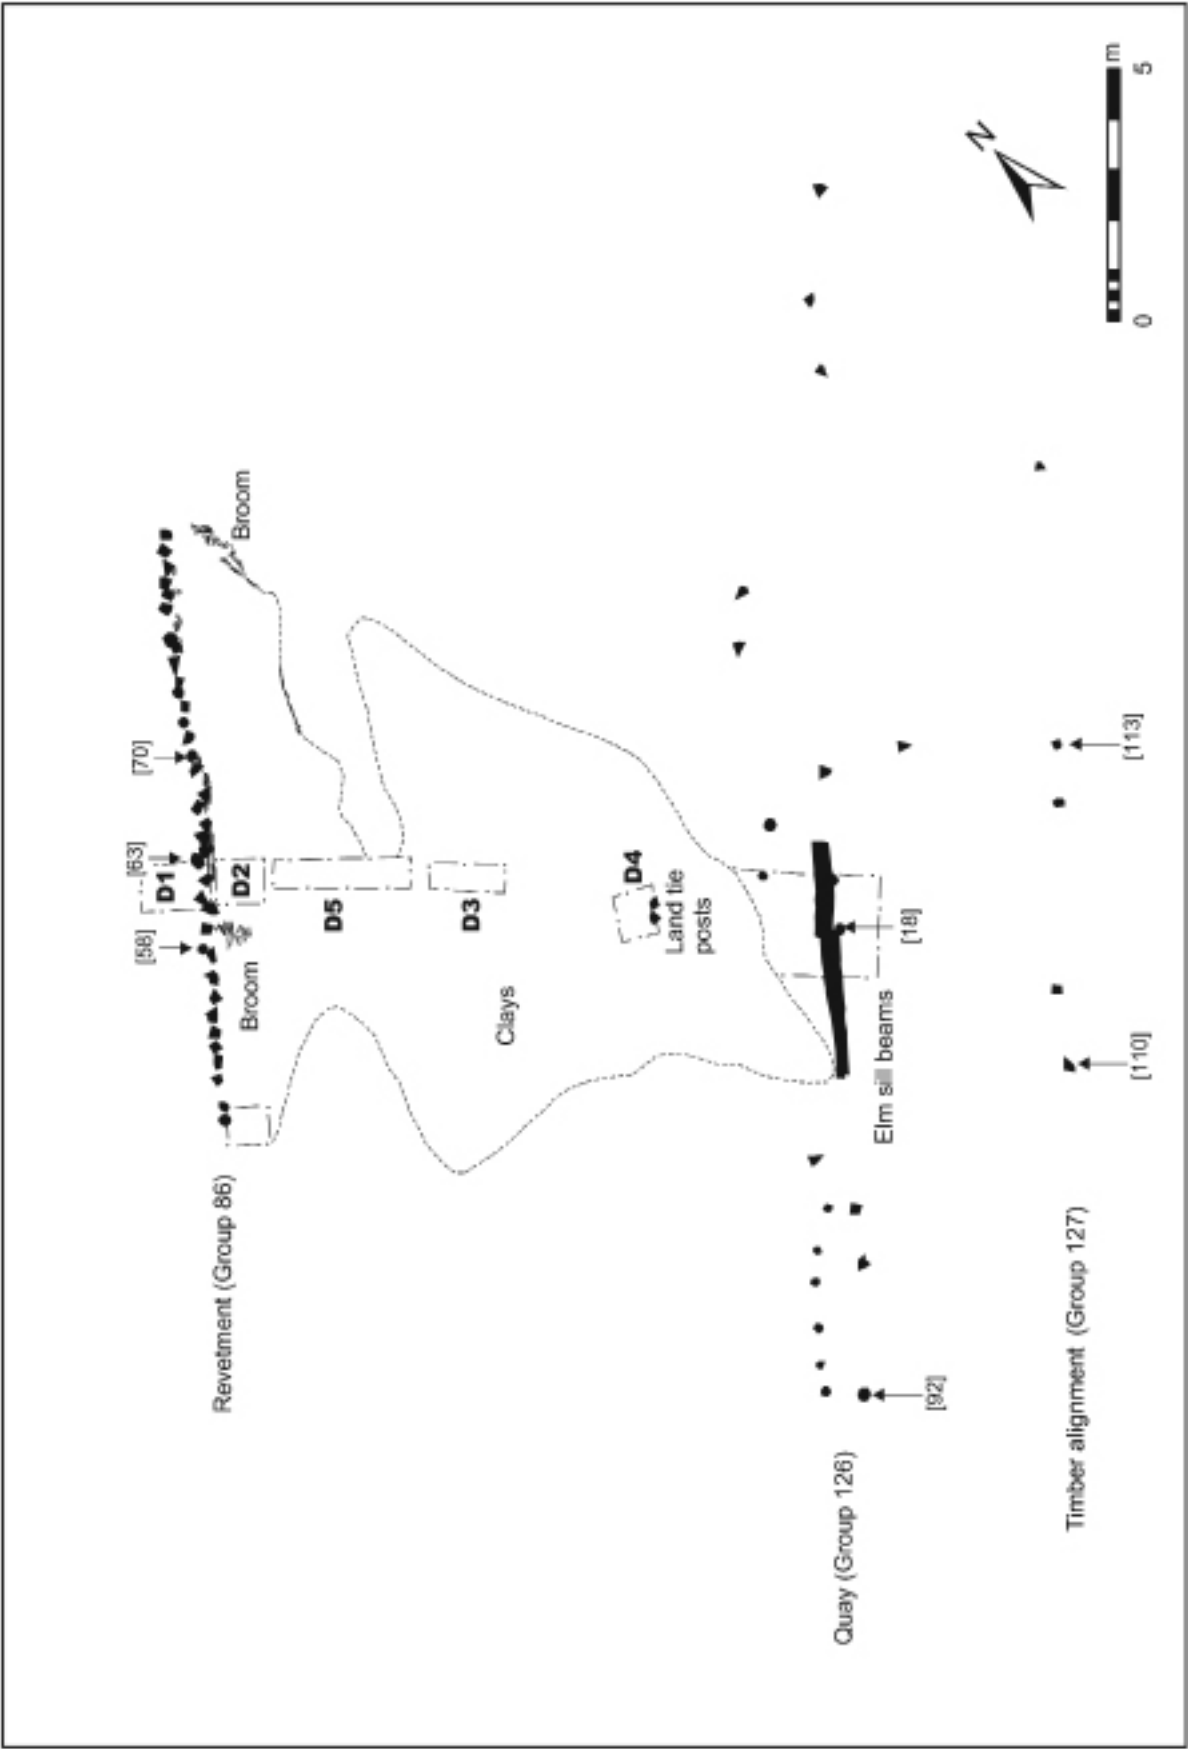 Revetment (Group 86)
[58]
[63]
[70]
D1
D2
Broom
Broom
D5
D3
Clays
D4
Land tie
posts
Elm sill beams
[18]
Quay (Group 126)
[92]
Timber alignment (Group 127)
[110]
[113]
N
0
5
m